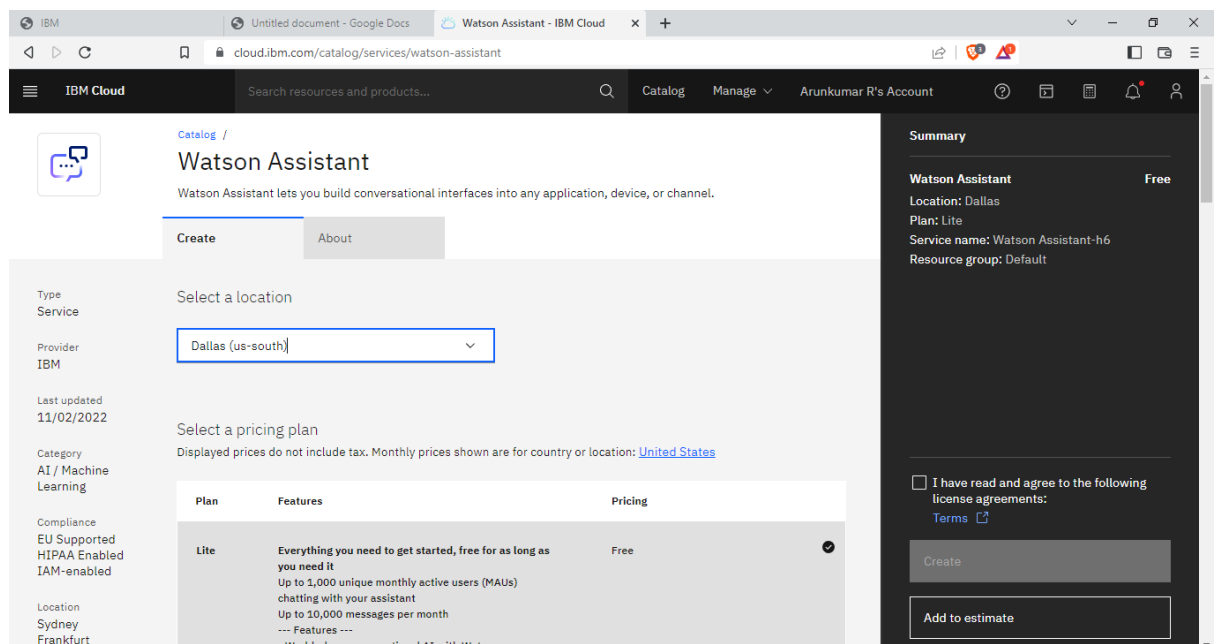 IBM
Untitled document - Google Docs
Watson Assistant - IBM Cloud
cloud.ibm.com/catalog/services/watson-assistant
IBM Cloud
Search resources and products...
Catalog
Manage
Arunkumar R's Account
Catalog /
Watson Assistant
Watson Assistant lets you build conversational interfaces into any application, device, or channel.
Create
About
Type
Service
Provider
IBM
Last updated
11/02/2022
Category
AI / Machine
Learning
Compliance
EU Supported
HIPAA Enabled
IAM-enabled
Location
Sydney
Frankfurt
Select a location
Dallas (us-south)
Select a pricing plan
Displayed prices do not include tax. Monthly prices shown are for country or location: United States
Plan Features Pricing
Lite Everything you need to get started, free for as long as Free
you need it
Up to 1,000 unique monthly active users (MAUs)
chatting with your assistant
Up to 10,000 messages per month
--- Features ---
Summary
Watson Assistant Free
Location: Dallas
Plan: Lite
Service name: Watson Assistant-h6
Resource group: Default
I have read and agree to the following
license agreements:
Terms
Create
Add to estimate